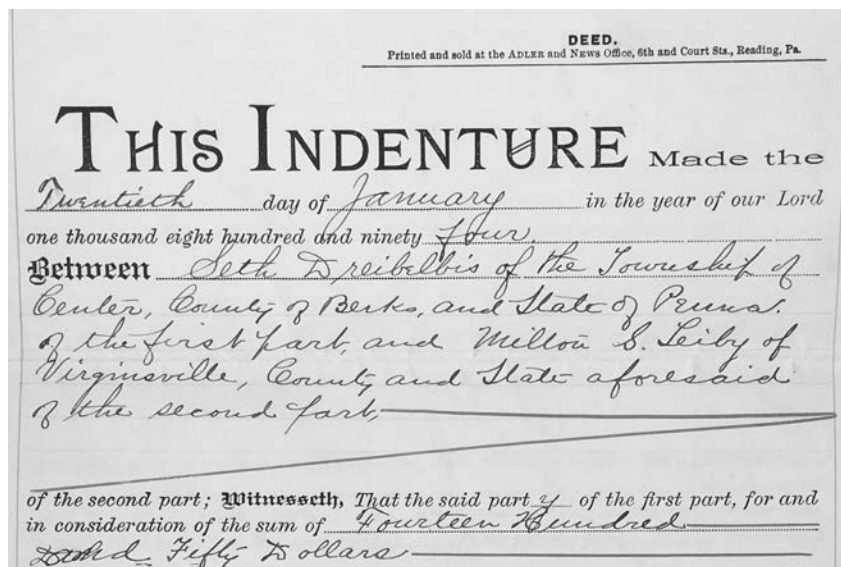 DEED.
Printed and sold at the ADLER and NEWS Office, 6th and Court Sts., Reading, Pa.
THIS INDENTURE Made the
Twentieth day of January in the year of our Lord
one thousand eight hundred and ninety four.
Between Seth Dreibelbis of the Township of
Center, County of Berks, and State of Penna.
of the first part, and Milton S. Leiby of
Virginsville, County and State aforesaid
of the second part,
of the second part; Witnesseth, That the said party of the first part, for and
in consideration of the sum of Fourteen Hundred
and Fifty Dollars